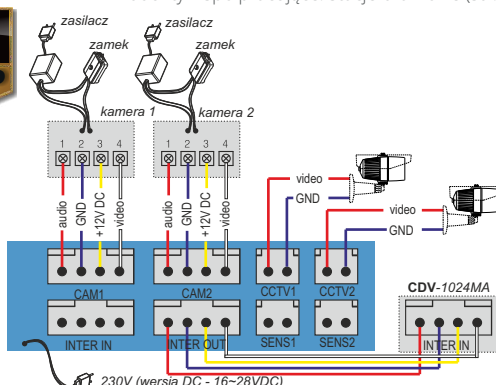 zasilacz
zasilacz
zamek
zamek
kamera 1
kamera 2
1 2 3 4
1 2 3 4
audio
GND
+12V DC
video
audio
GND
+12V DC
video
video
GND
video
GND
CAM1
CAM2
CCTV1
CCTV2
CDV-1024MA
INTER IN
INTER OUT
SENS1
SENS2
INTER IN
230V (wersja DC - 16~28VDC)